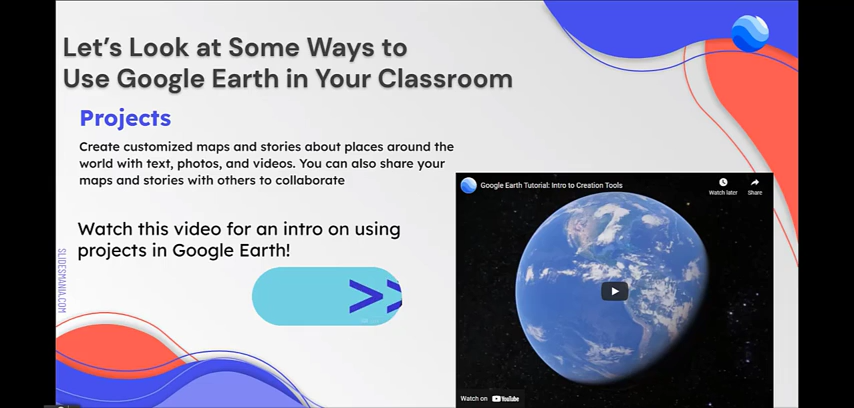 Let's Look at Some Ways to
Use Google Earth in Your Classroom
Projects
Create customized maps and stories about places around the
world with text, photos, and videos. You can also share your
maps and stories with others to collaborate
Watch this video for an intro on using
projects in Google Earth!
>>
SLIDESMANIA.COM
Google Earth Tutorial: Intro to Creation Tools
Watch later
Share
Watch on YouTube